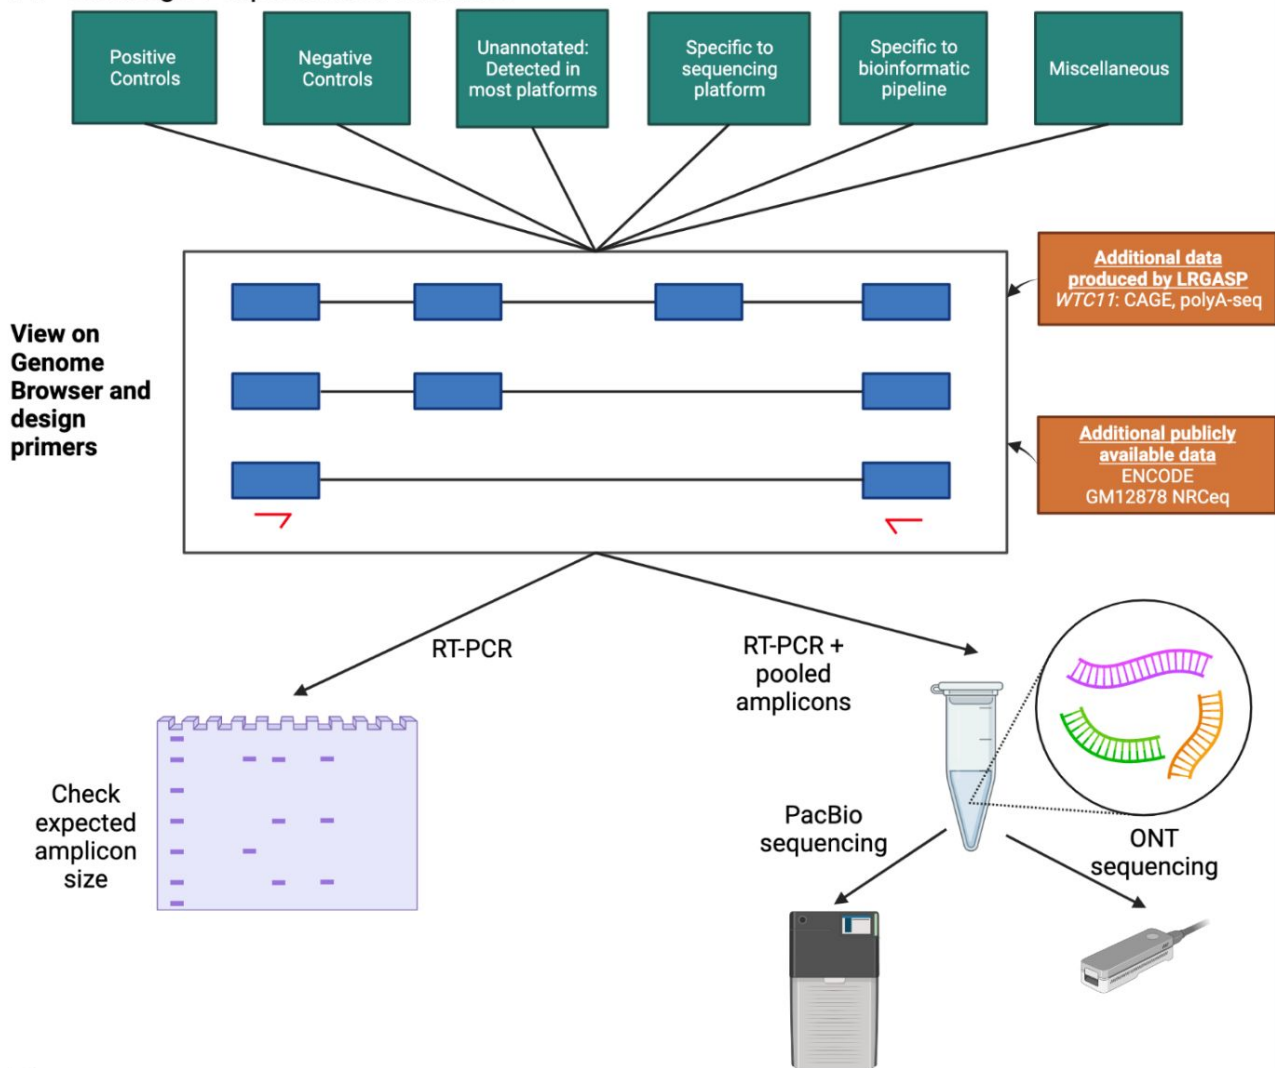 Positive
Controls
Negative
Controls
Unannotated:
Detected in
most platforms
Specific to
sequencing
platform
Specific to
bioinformatic
pipeline
Miscellaneous
View on
Genome
Browser and
design
primers
Additional data
produced by LRGASP
WTC11: CAGE, polyA-seq
Additional publicly
available data
ENCODE
GM12878 NRCeq
RT-PCR
RT-PCR +
pooled
amplicons
Check
expected
amplicon
size
PacBio
sequencing
ONT
sequencing